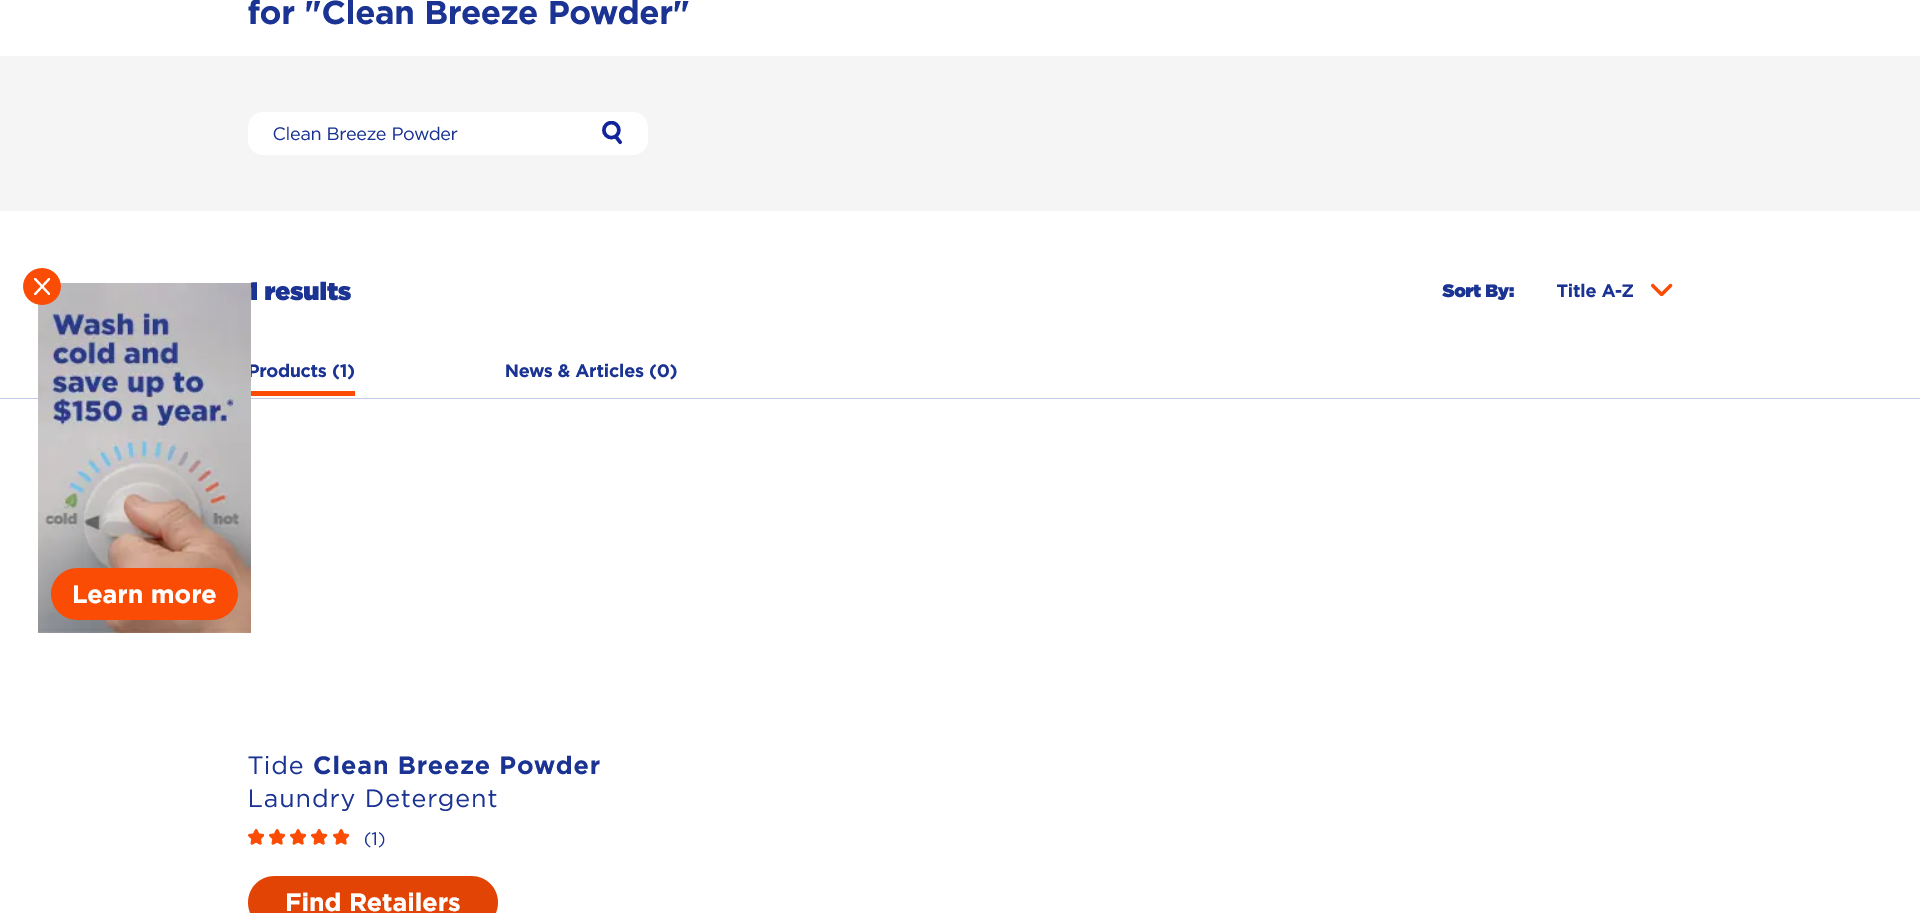 for "Clean Breeze Powder"
Clean Breeze Powder
1 results
Sort By:
Title A-Z
Products (1)
News & Articles (0)
Wash in
cold and
save up to
$150 a year.*
cold
hot
Learn more
Tide Clean Breeze Powder
Laundry Detergent
(1)
Find Retailers